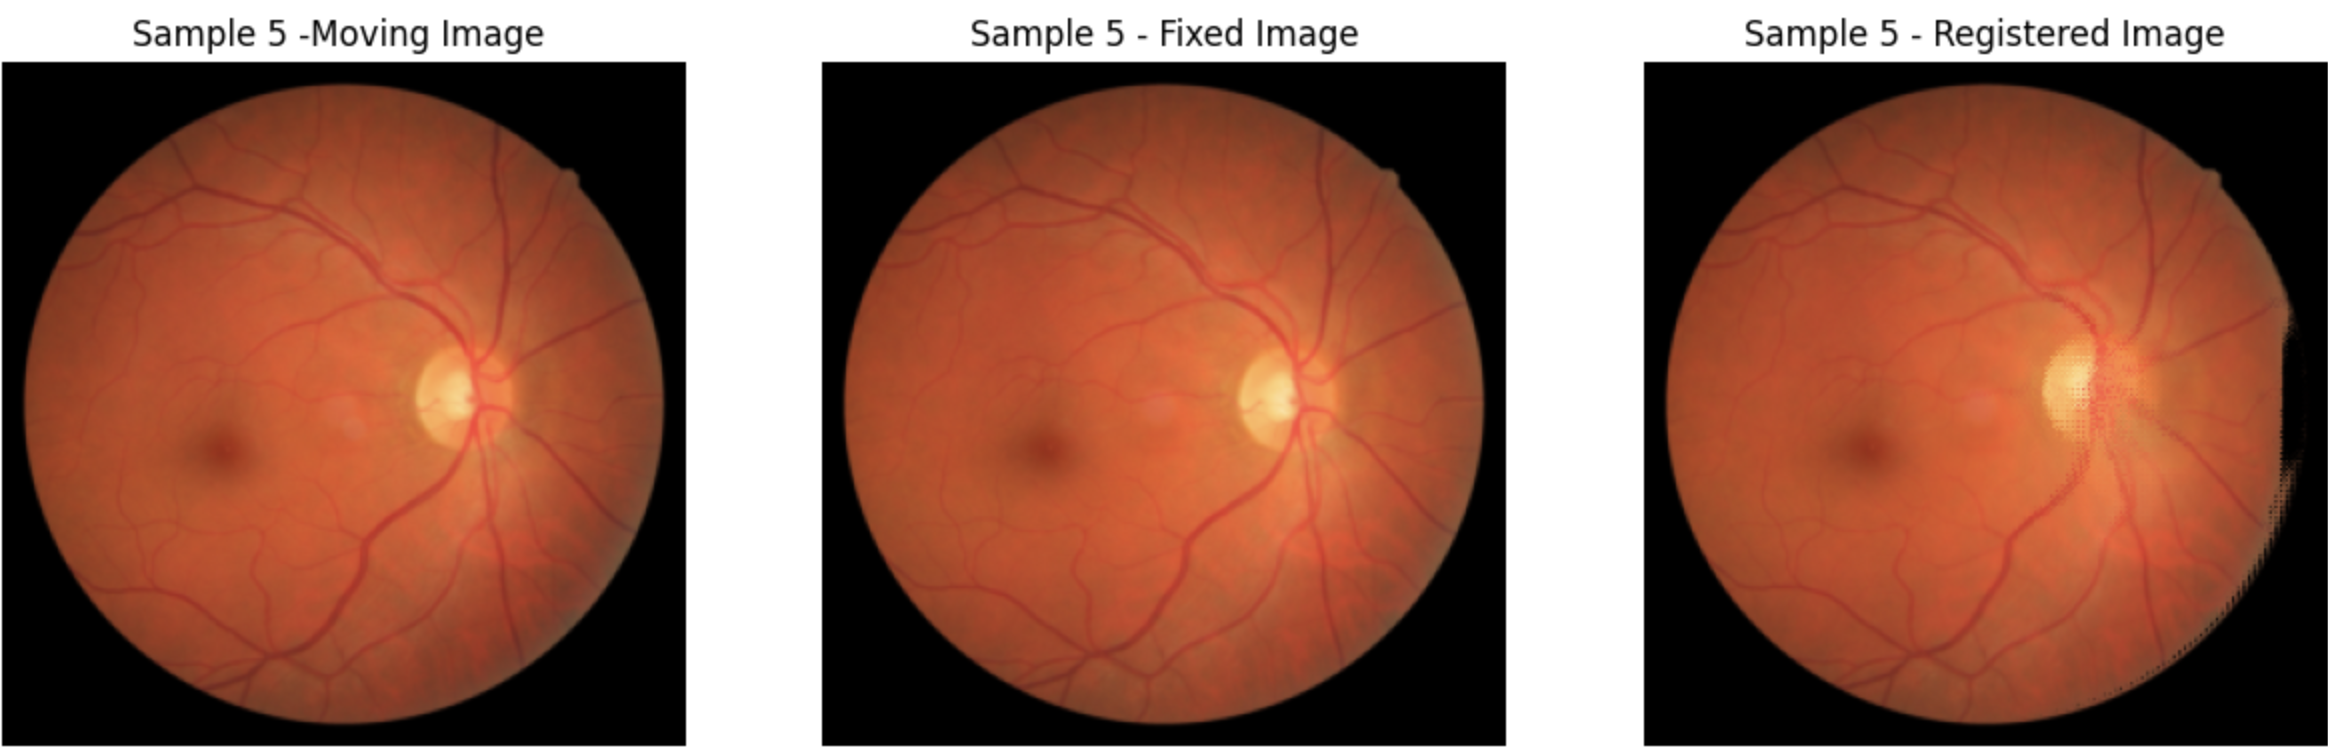 Sample 5 -Moving Image
Sample 5 - Fixed Image
Sample 5 - Registered Image